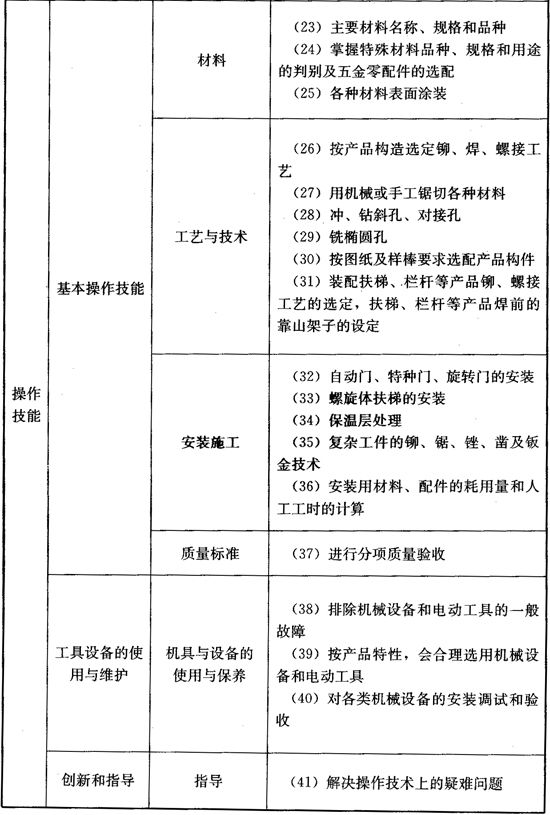 操作
技能
基本操作技能
材料
（23）主要材料名称、规格和品种
（24）掌握特殊材料品种、规格和用途
的判别及五金零配件的选配
（25）各种材料表面涂装
工艺与技术
（26）按产品构造选定铆、焊、螺接工
艺
（27）用机械或手工锯切各种材料
（28）冲、钻斜孔、对接孔
（29）铣椭圆孔
（30）按图纸及样棒要求选配产品构件
（31）装配扶梯、栏杆等产品铆、螺接
工艺的选定，扶梯、栏杆等产品焊前的
靠山架子的设定
安装施工
（32）自动门、特种门、旋转门的安装
（33）螺旋体扶梯的安装
（34）保温层处理
（35）复杂工件的铆、锯、锉、凿及钣
金技术
（36）安装用材料、配件的耗用量和人
工工时的计算
质量标准
（37）进行分项质量验收
工具设备的使
用与维护
机具与设备的
使用与保养
（38）排除机械设备和电动工具的一般
故障
（39）按产品特性，会合理选用机械设
备和电动工具
（40）对各类机械设备的安装调试和验
收
创新和指导
指导
（41）解决操作技术上的疑难问题